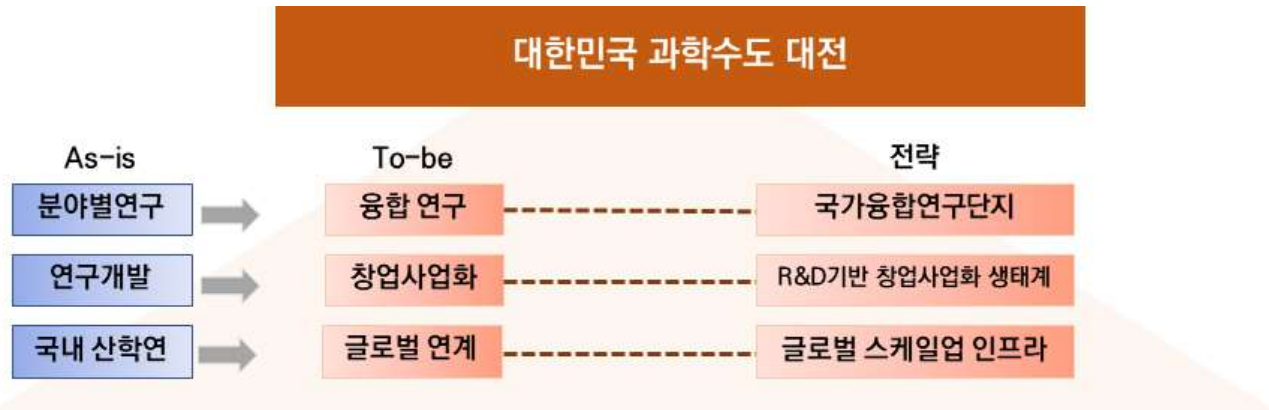 대한민국 과학수도 대전
As-is To-be 전략
분야별연구 융합 연구 국가융합연구단지
연구개발 창업사업화 R&D기반 창업사업화 생태계
국내 산학연 글로벌 연계 글로벌 스케일업 인프라